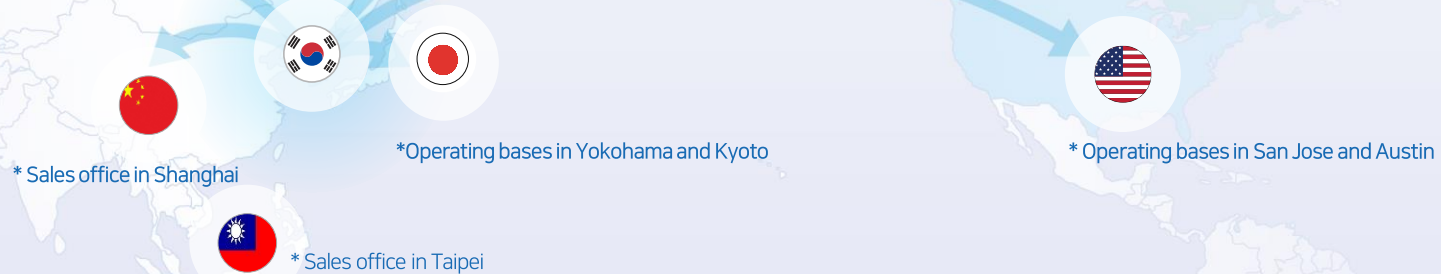 *Operating bases in Yokohama and Kyoto
* Operating bases in San Jose and Austin
* Sales office in Shanghai
* Sales office in Taipei